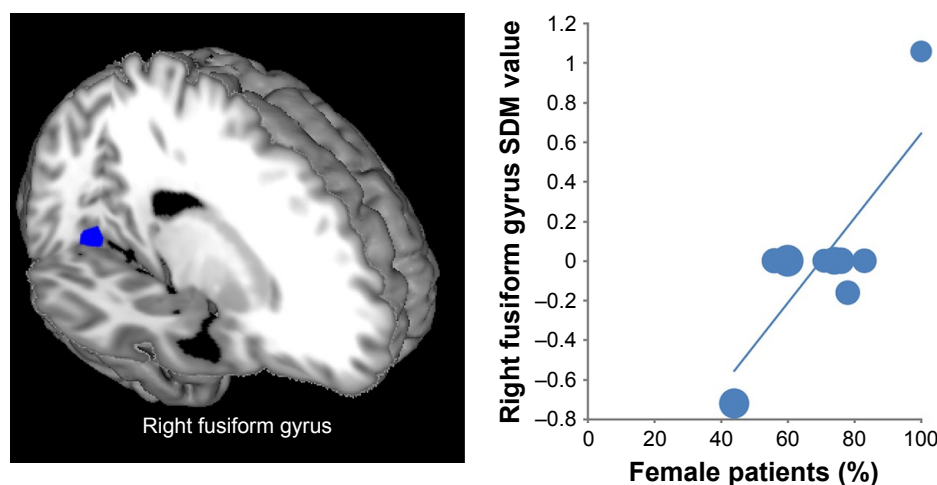 Right fusiform gyrus
Right fusiform gyrus SDM value
1.2
1
0.8
0.6
0.4
0.2
0
–0.2
–0.4
–0.6
–0.8
0 20 40 60 80 100
Female patients (%)